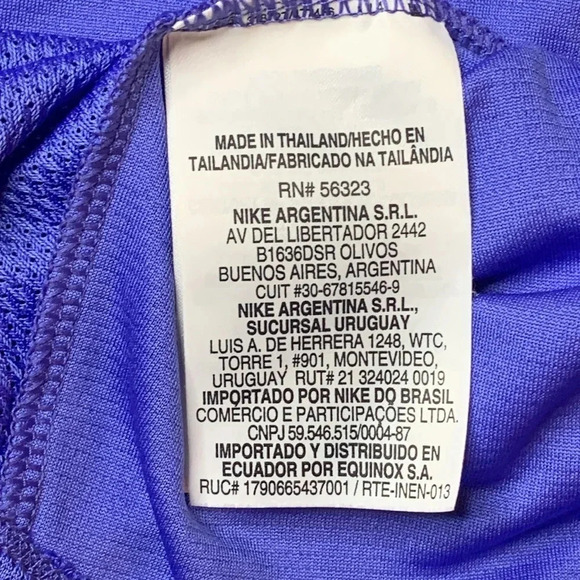 MADE IN THAILAND/HECHO EN
TAILANDIA/FABRICADO NA TAILÂNDIA
RN# 56323
NIKE ARGENTINA S.R.L.
AV DEL LIBERTADOR 2442
B1636DSR OLIVOS
BUENOS AIRES, ARGENTINA
CUIT #30-67815546-9
NIKE ARGENTINA S.R.L.,
SUCURSAL URUGUAY
LUIS A. DE HERRERA 1248, WTC,
TORRE 1, #901, MONTEVIDEO,
URUGUAY RUT# 21 324024 0019
IMPORTADO POR NIKE DO BRASIL
COMÉRCIO E PARTICIPAÇÕES LTDA.
CNPJ 59.546.515/0004-87
IMPORTADO Y DISTRIBUIDO EN
ECUADOR POR EQUINOX S.A.
RUC# 1790665437001 / RTE-INEN-013